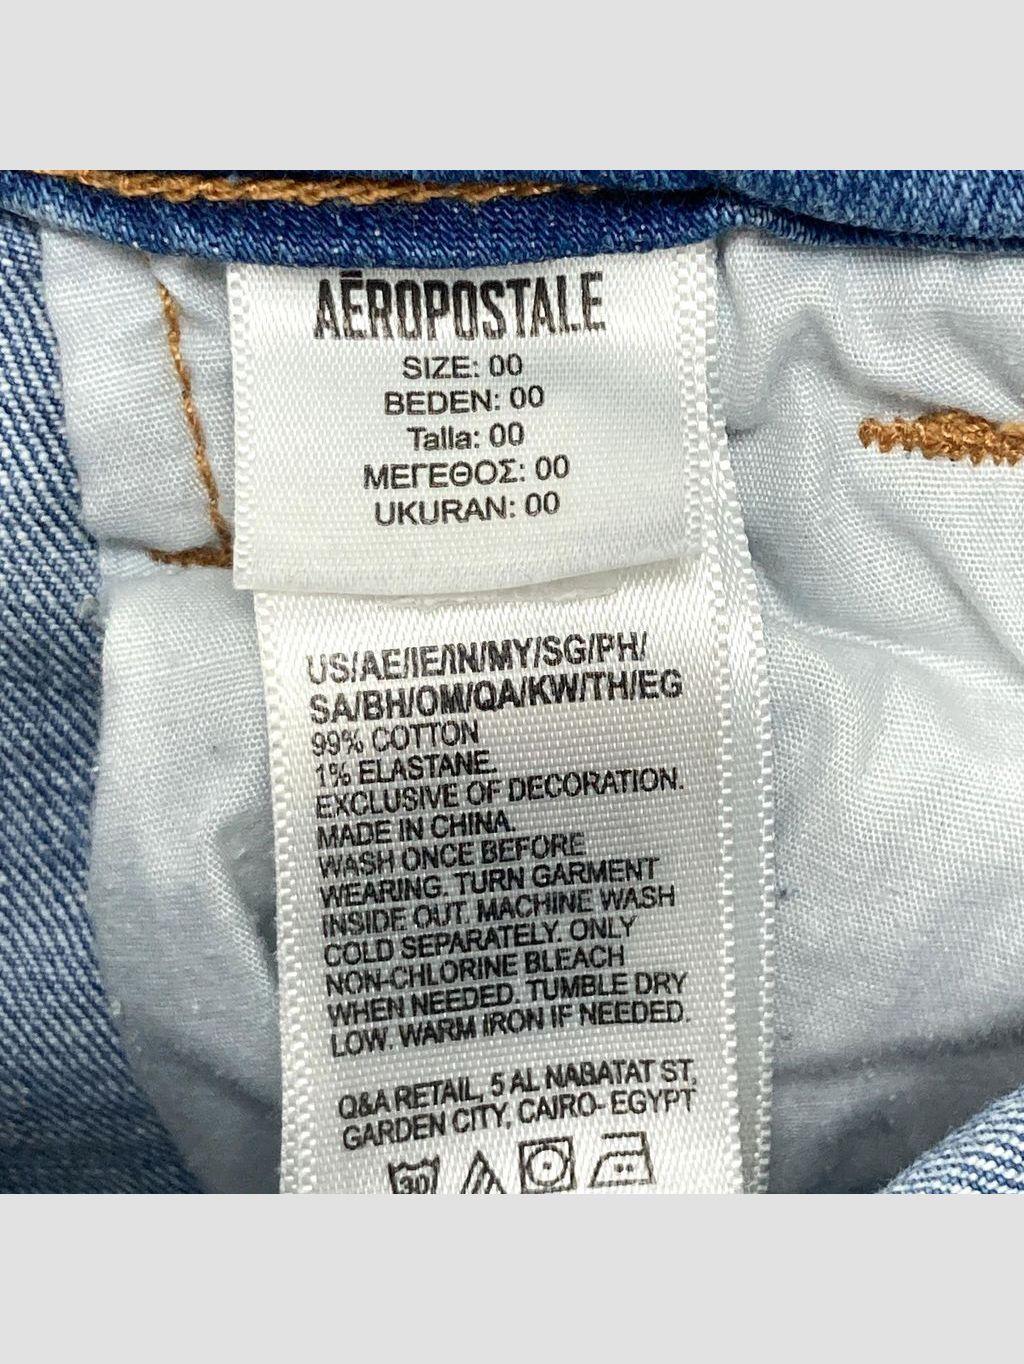 AÉROPOSTALE
SIZE: 00
BEDEN: 00
Talla: 00
ΜΕΓΕΘΟΣ: 00
UKURAN: 00
US/AE/IE/IN/MY/SG/PH/
SA/BH/OM/QA/KW/TH/EG
99% COTTON
1% ELASTANE.
EXCLUSIVE OF DECORATION.
MADE IN CHINA.
WASH ONCE BEFORE
WEARING. TURN GARMENT
INSIDE OUT. MACHINE WASH
COLD SEPARATELY. ONLY
NON-CHLORINE BLEACH
WHEN NEEDED. TUMBLE DRY
LOW. WARM IRON IF NEEDED.
Q&A RETAIL, 5 AL NABATAT ST,
GARDEN CITY, CAIRO- EGYPT
30